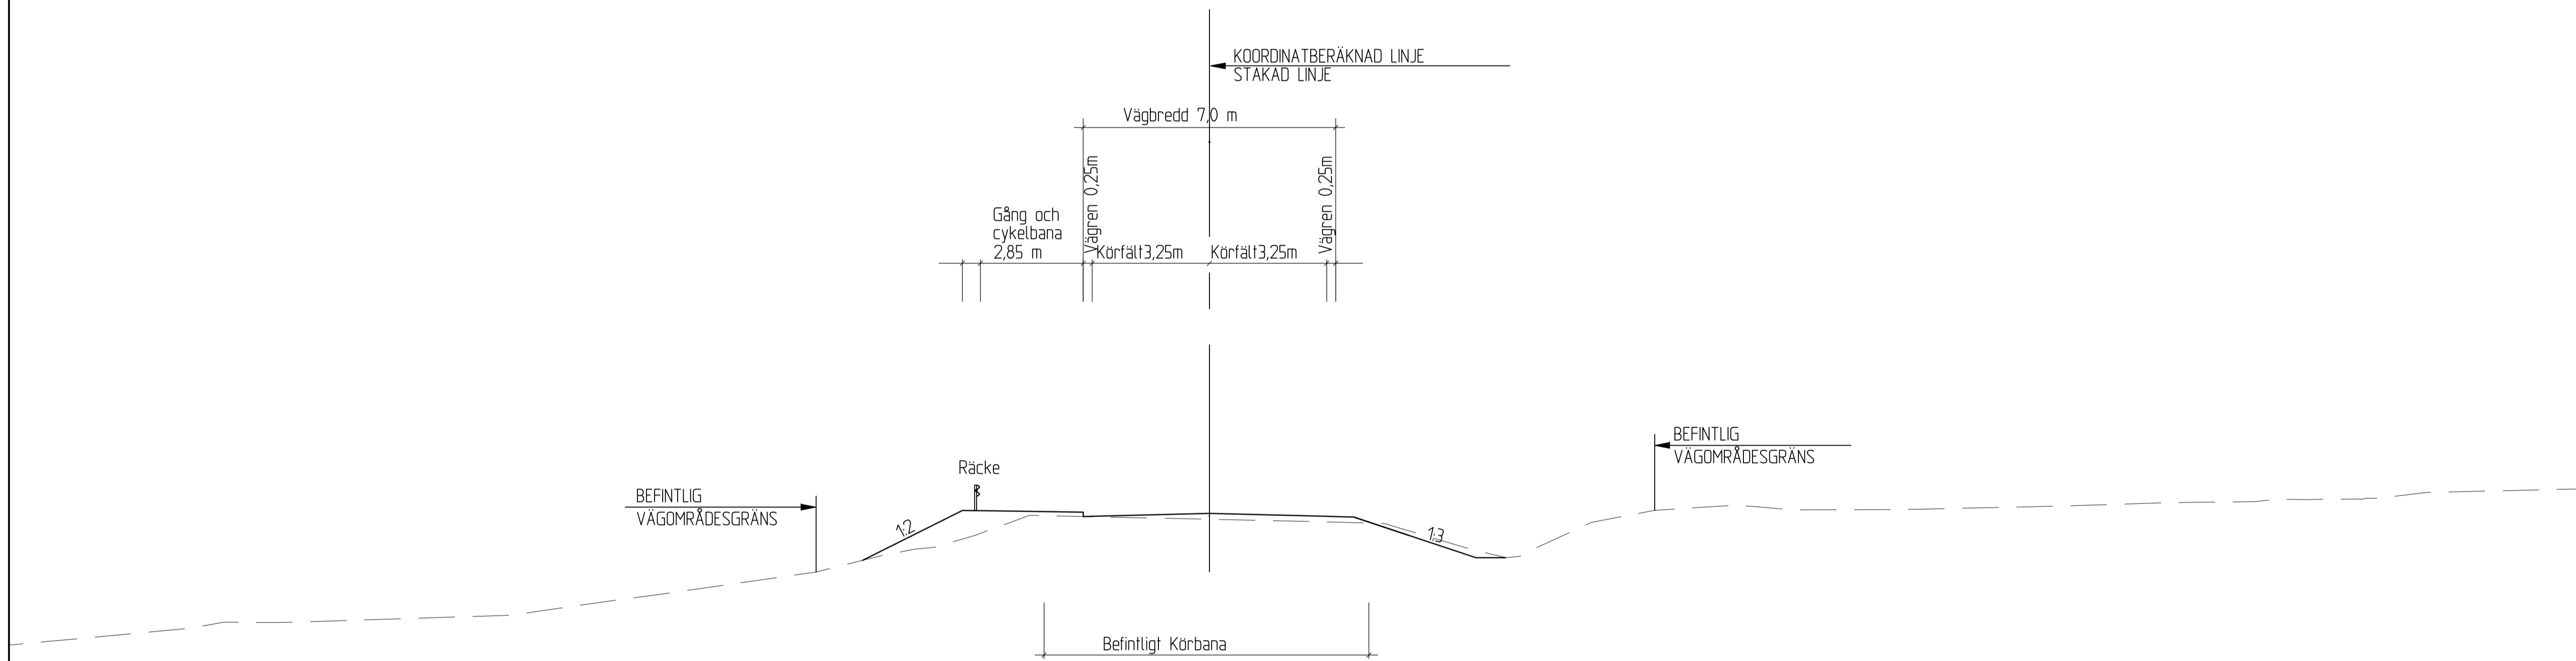 KOORDINATBERÄKNAD LINJE
STAKAD LINJE
Vägbredd 7,0 m
Vägren 0,25m
Vägren 0,25m
Gång och
cykelbana
2,85 m
Körfält3,25m
Körfält3,25m
BEFINTLIG
VÄGOMRÅDESGRÄNS
Räcke
BEFINTLIG
VÄGOMRÅDESGRÄNS
1:2
1:3
Befintligt Körbana